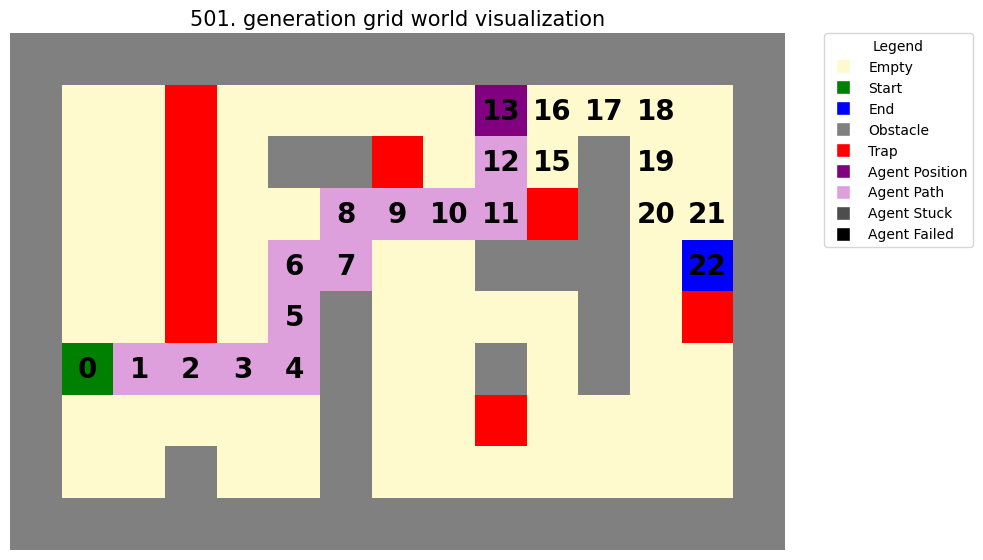 501. generation grid world visualization
13 16 17 18
12 15 19
8 9 10 11 20 21
6 7 22
5
0 1 2 3 4
Legend
Empty
Start
End
Obstacle
Trap
Agent Position
Agent Path
Agent Stuck
Agent Failed